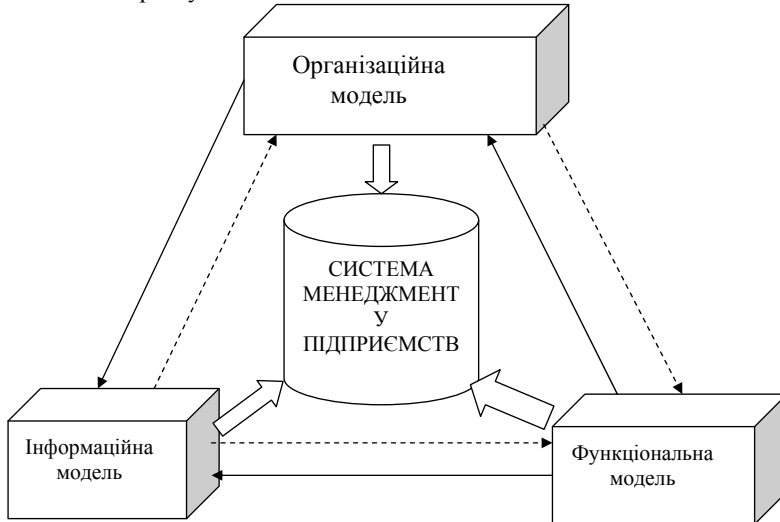 Організаційна
модель
СИСТЕМА
МЕНЕДЖМЕНТ
У
ПІДПРИЄМСТВ
Інформаційна
модель
Функціональна
модель